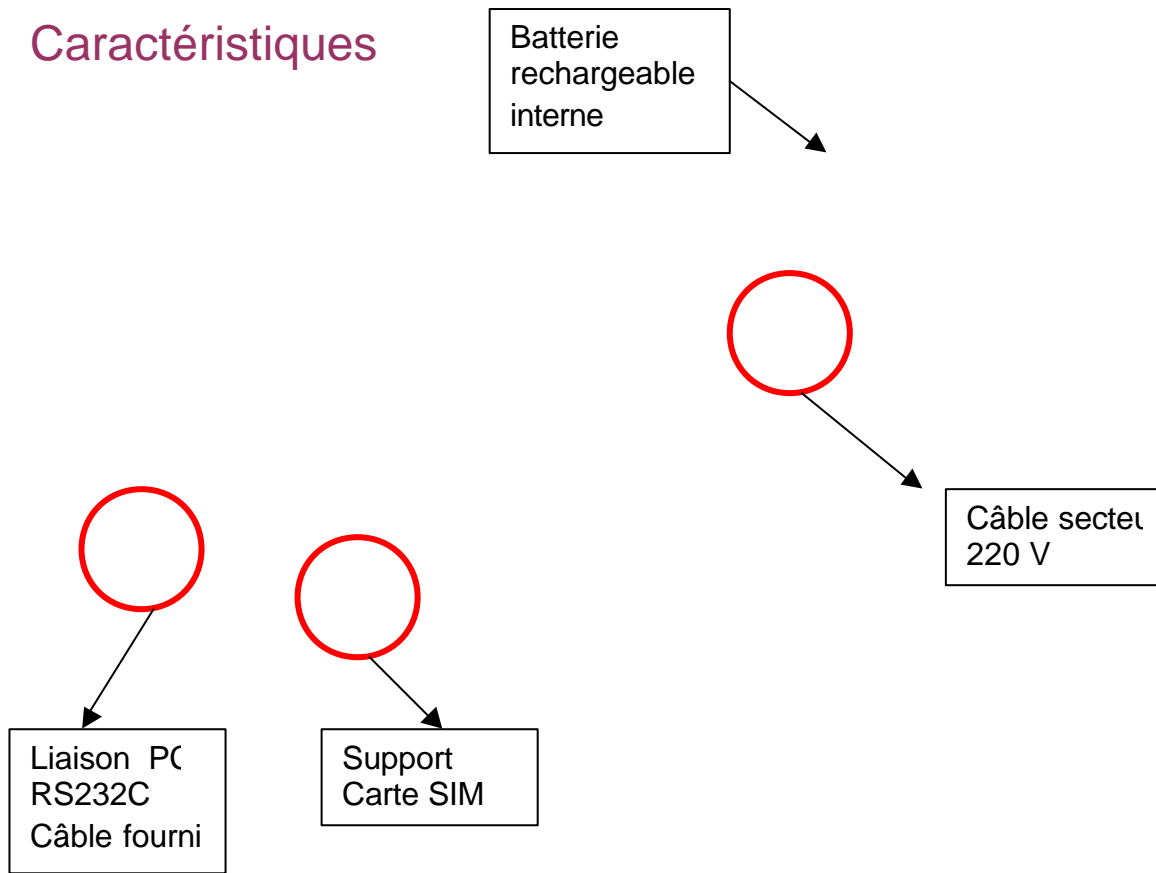 Caractéristiques
Batterie
rechargeable
interne
Câble secteu
220 V
Liaison PC
RS232C
Câble fourni
Support
Carte SIM